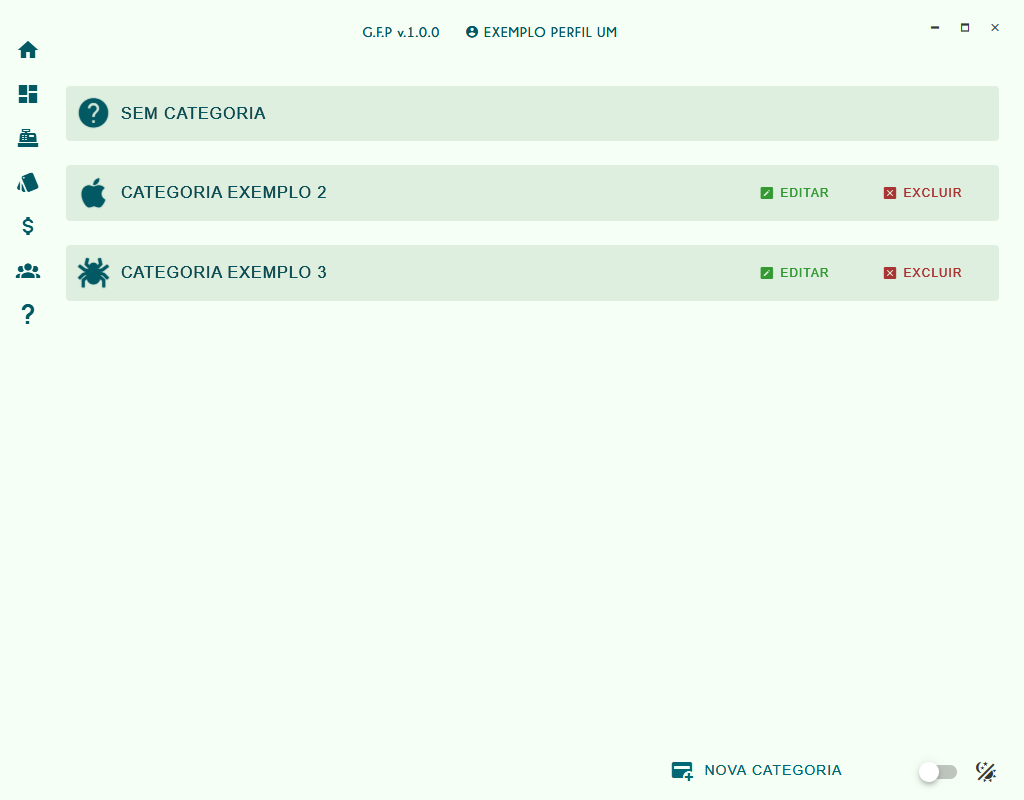 G.F.P v.1.0.0 EXEMPLO PERFIL UM
SEM CATEGORIA
CATEGORIA EXEMPLO 2 EDITAR EXCLUIR
CATEGORIA EXEMPLO 3 EDITAR EXCLUIR
NOVA CATEGORIA